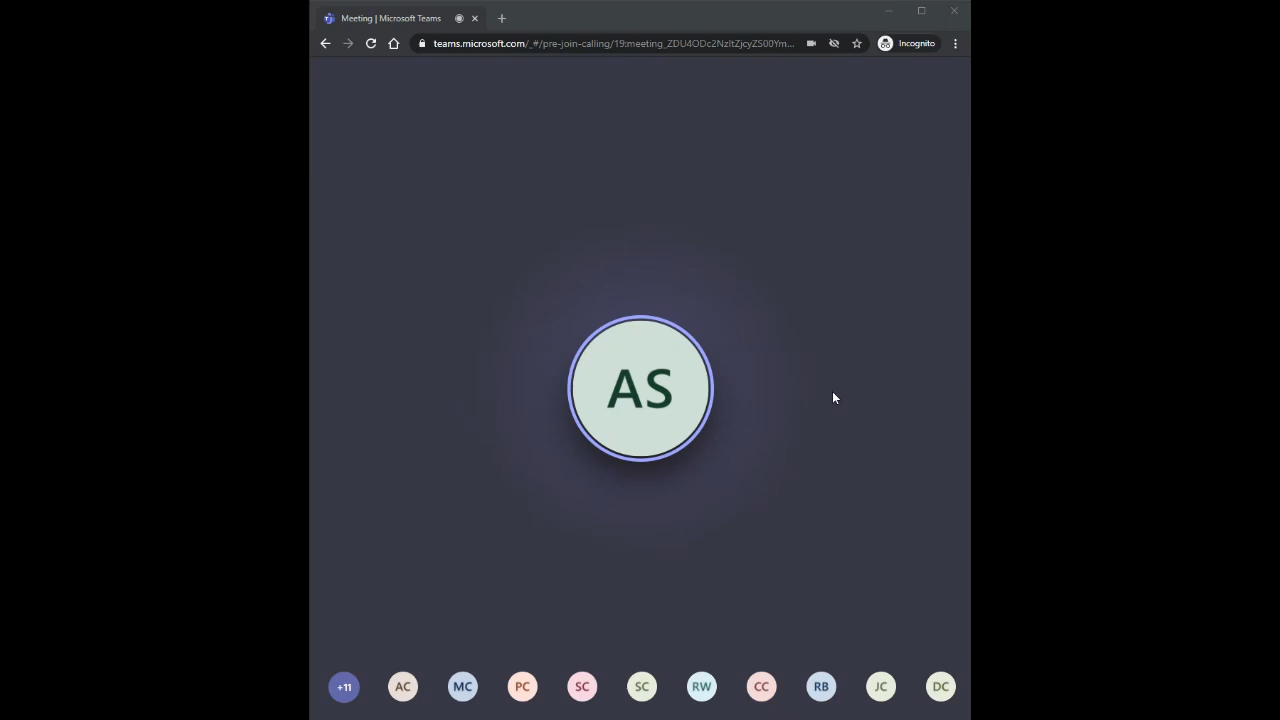 Meeting | Microsoft Teams
teams.microsoft.com/_#/pre-join-calling/19:meeting_ZDU4ODc2NzItZjcyZS00Ym...
Incognito
AS
+11 AC MC PC SC SC RW CC RB JC DC